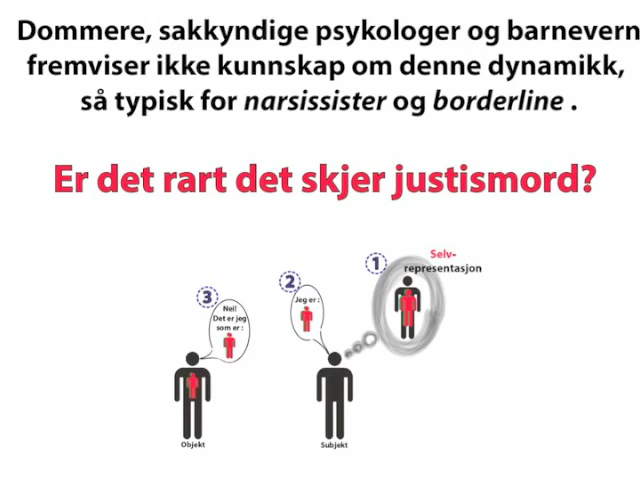 Dommere, sakkyndige psykologer og barnevern
fremviser ikke kunnskap om denne dynamikk,
så typisk for narsissister og borderline .
Er det rart det skjer justismord?
Selv-
representasjon
1
2
Jeg er :
3
Nei!
Det er jeg
som er :
Objekt
Subjekt